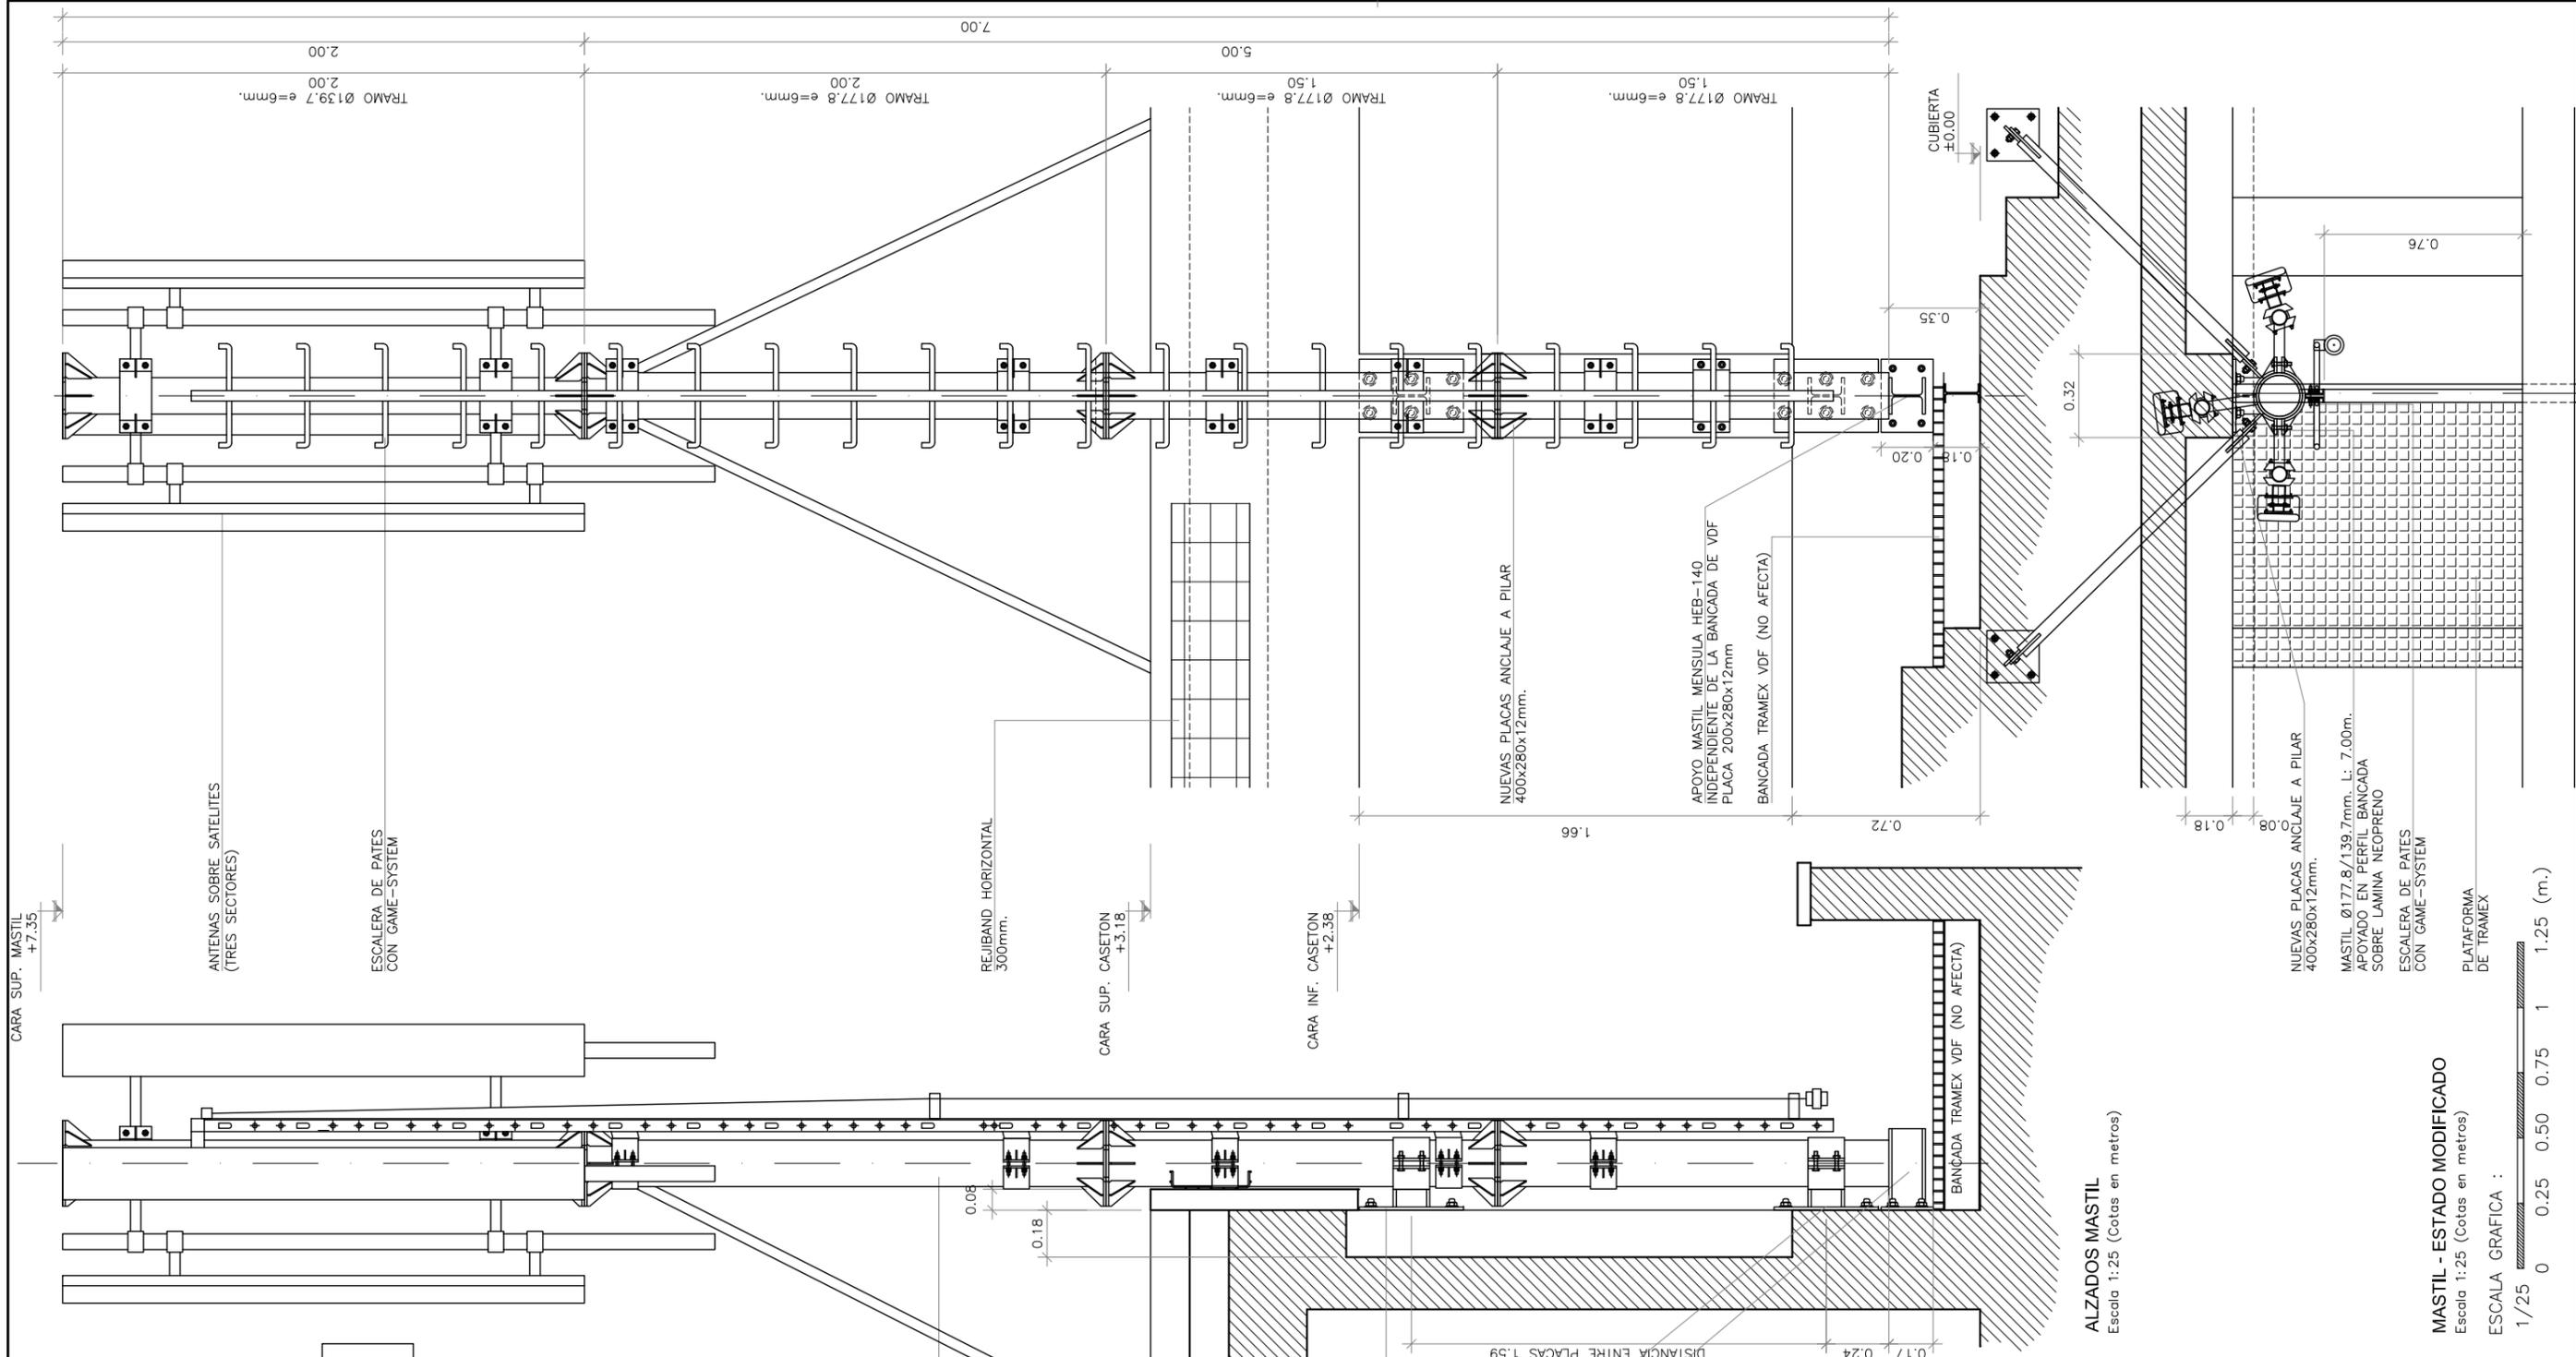 7.00
2.00
5.00
2.00
TRAMO Ø139.7 e=6mm.
2.00
TRAMO Ø177.8 e=6mm.
1.50
TRAMO Ø177.8 e=6mm.
1.50
TRAMO Ø177.8 e=6mm.
CUBIERTA
±0.00
0.35
0.20
0.18
0.32
0.76
CARA SUP. MASTIL
+7.35
ANTENAS SOBRE SATELITES
(TRES SECTORES)
ESCALERA DE PATES
CON GAME-SYSTEM
REJIBAND HORIZONTAL
300mm.
CARA SUP. CASETON
+3.18
CARA INF. CASETON
+2.38
NUEVAS PLACAS ANCLAJE A PILAR
400x280x12mm.
APOYO MASTIL MENSULA HEB-140
INDEPENDIENTE DE LA BANCADA DE VDF
PLACA 200x280x12mm
BANCADA TRAMEX VDF (NO AFECTA)
1.66
0.72
0.18
0.08
NUEVAS PLACAS ANCLAJE A PILAR
400x280x12mm.
MASTIL Ø177.8/139.7mm. L: 7.00m.
APOYADO EN PERFIL BANCADA
SOBRE LAMINA NEOPRENO
ESCALERA DE PATES
CON GAME-SYSTEM
PLATAFORMA
DE TRAMEX
0.08
0.18
BANCADA TRAMEX VDF (NO AFECTA)
DISTANCIA ENTRE PLACAS 1.59
0.24
0.17
ALZADOS MASTIL
Escala 1:25 (Cotas en metros)
MASTIL - ESTADO MODIFICADO
Escala 1:25 (Cotas en metros)
ESCALA GRAFICA :
1/25
0 0.25 0.50 0.75 1 1.25 (m.)